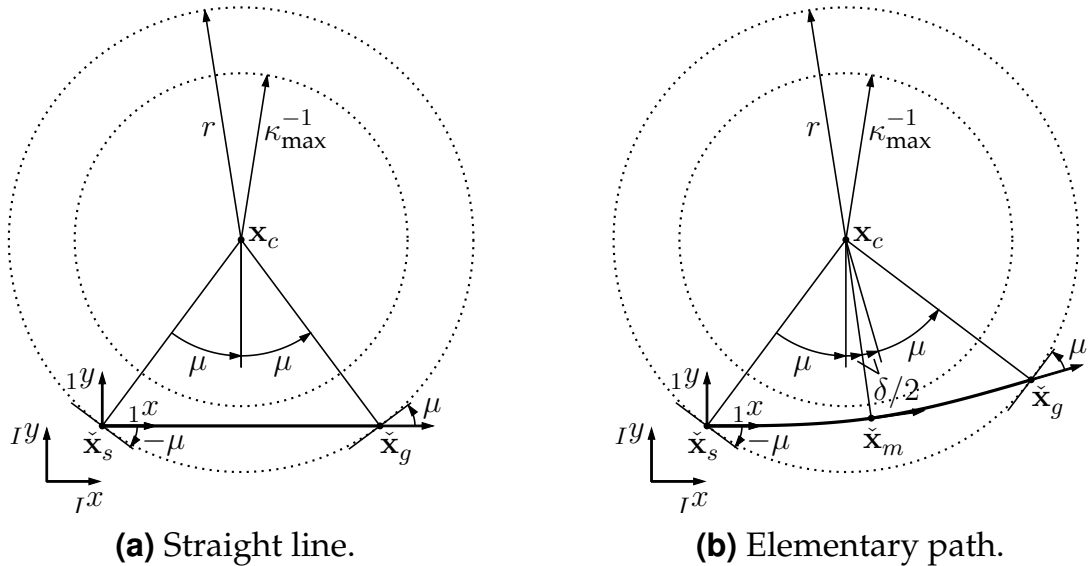 r
κ_max^{-1}
x_c
μ μ
1y
1x
−μ
x̌_s
x̌_g
μ
Iy
Ix
(a) Straight line.
r
κ_max^{-1}
x_c
μ μ
δ/2
1y
1x
−μ
x̌_s
x̌_m
x̌_g
μ
Iy
Ix
(b) Elementary path.